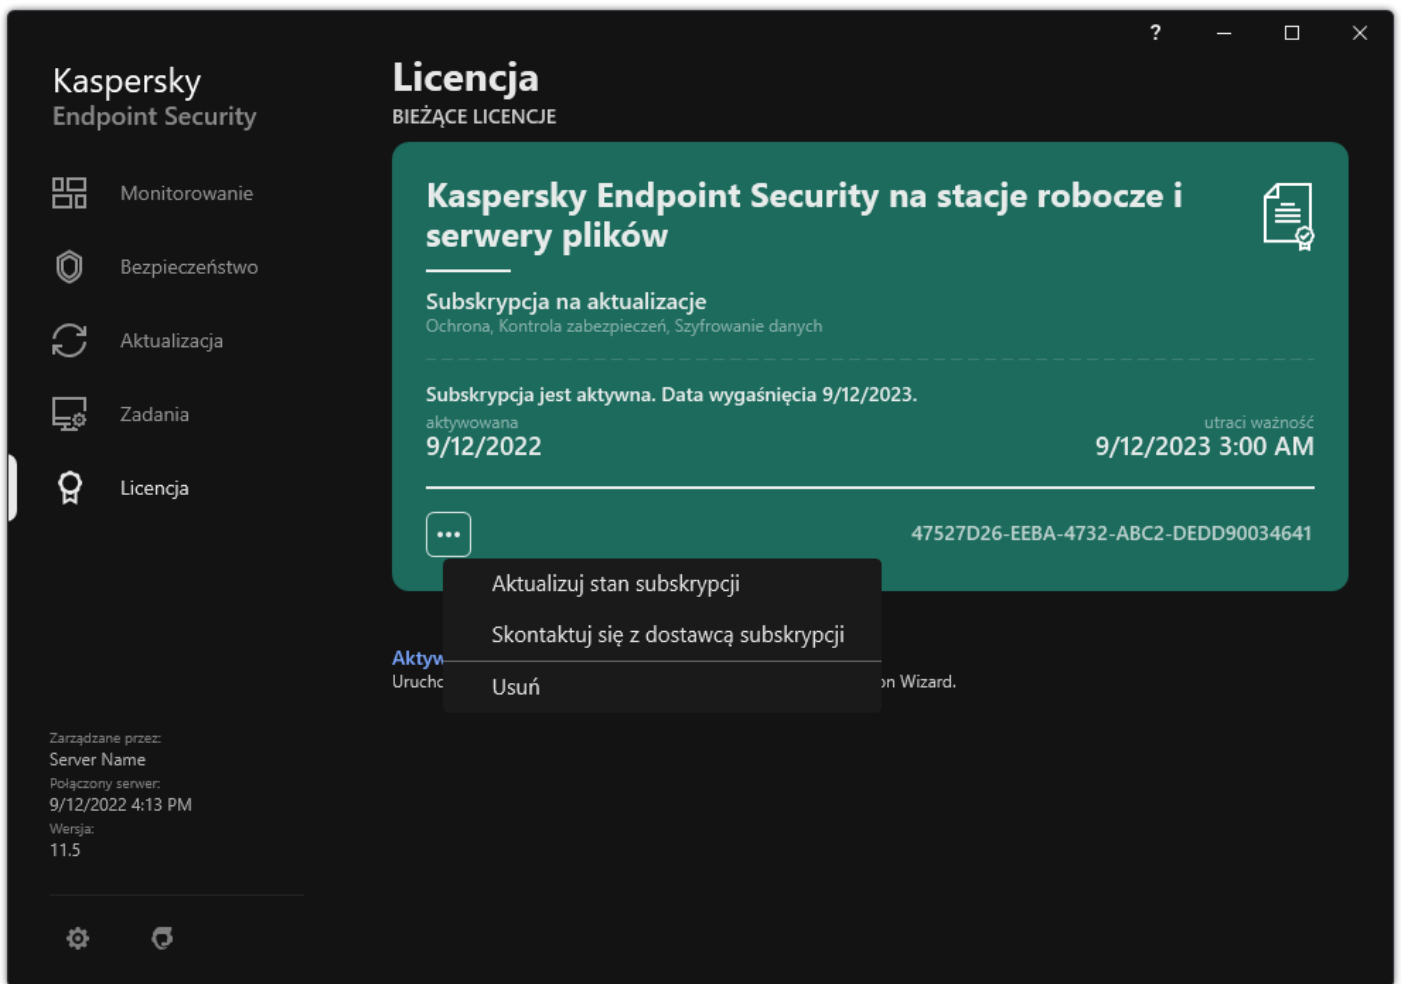 ?
Kaspersky
Endpoint Security
Monitorowanie
Bezpieczeństwo
Aktualizacja
Zadania
Licencja
Zarządzane przez:
Server Name
Połączony serwer:
9/12/2022 4:13 PM
Wersja:
11.5
Licencja
BIEŻĄCE LICENCJE
Kaspersky Endpoint Security na stacje robocze i
serwery plików
Subskrypcja na aktualizacje
Ochrona, Kontrola zabezpieczeń, Szyfrowanie danych
Subskrypcja jest aktywna. Data wygaśnięcia 9/12/2023.
aktywowana
utraci ważność
9/12/2022
9/12/2023 3:00 AM
47527D26-EEBA-4732-ABC2-DEDD90034641
Aktualizuj stan subskrypcji
Skontaktuj się z dostawcą subskrypcji
Usuń
Wizard.